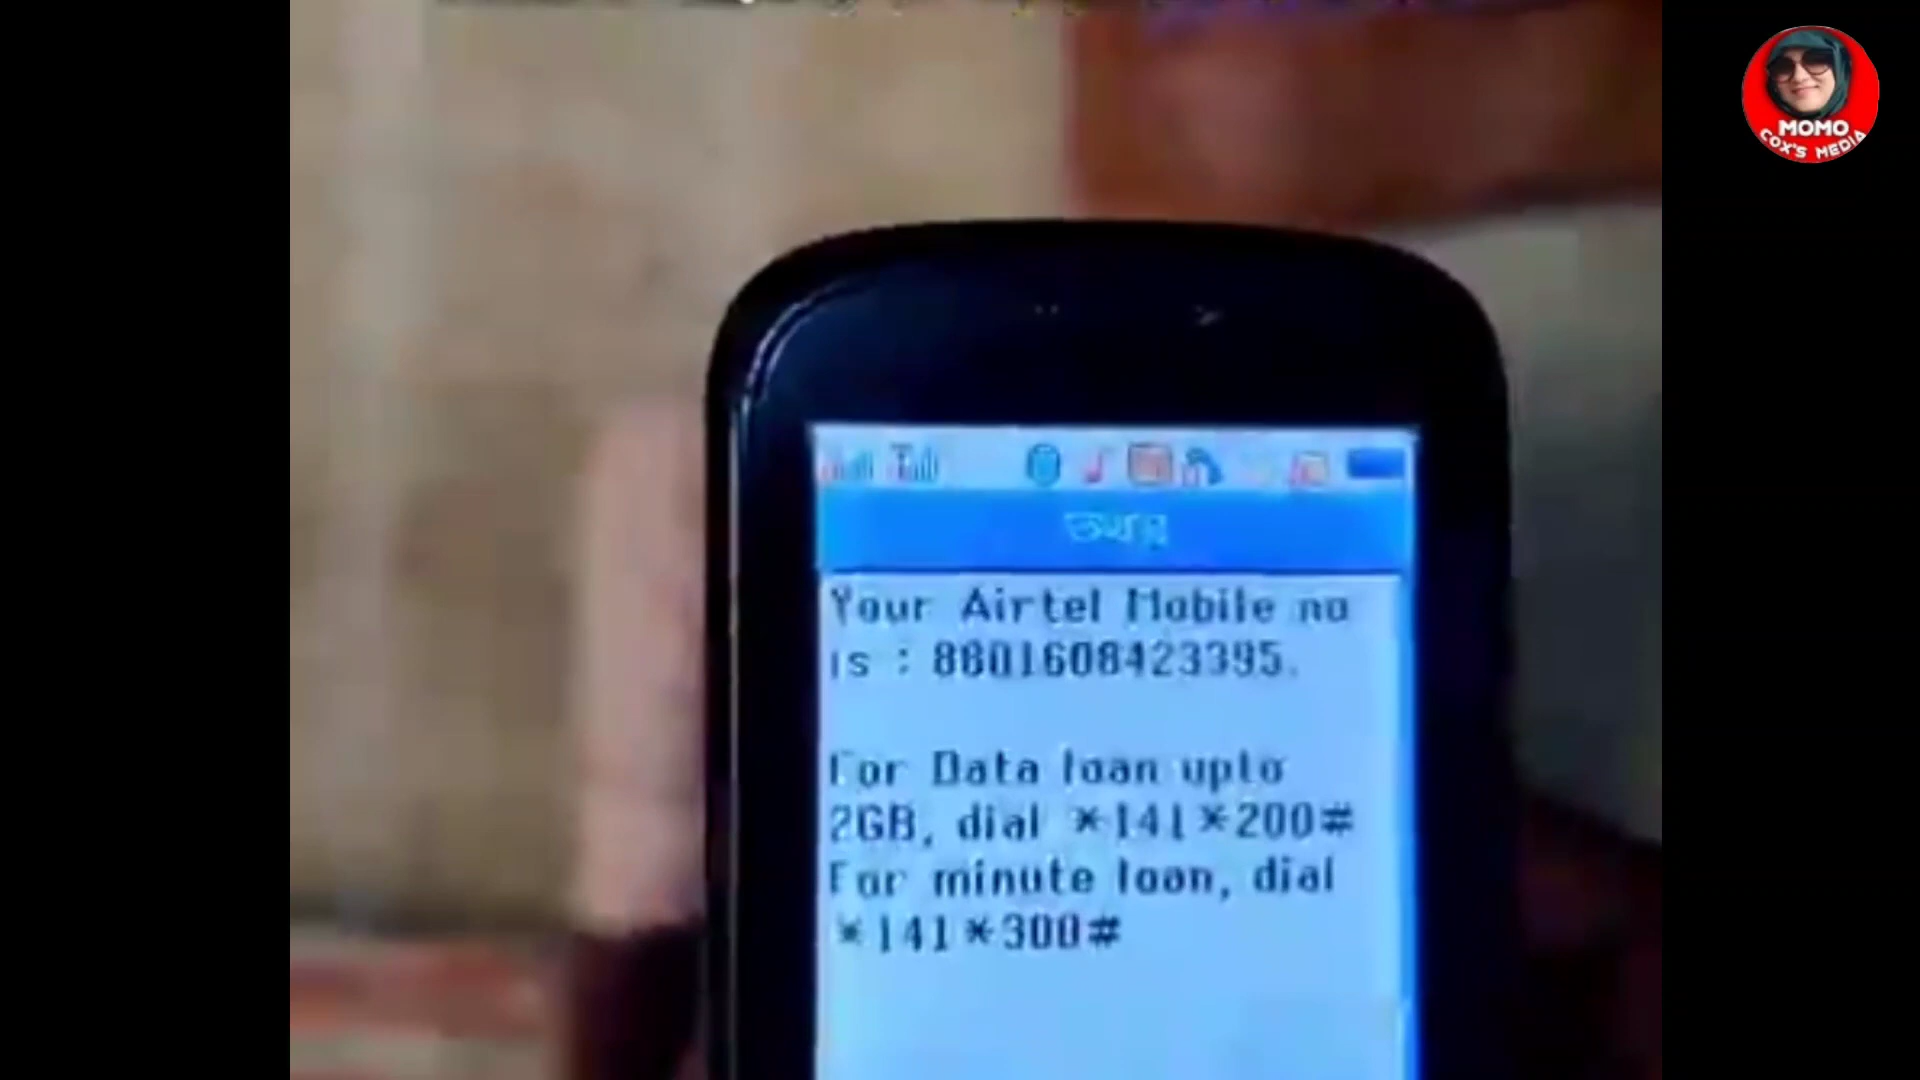 MOMO
COX'S MEDIA
Your Airtel Mobile no
is : 8801608423395.
For Data loan upto
2GB, dial *141*200#
For minute loan, dial
*141*300#